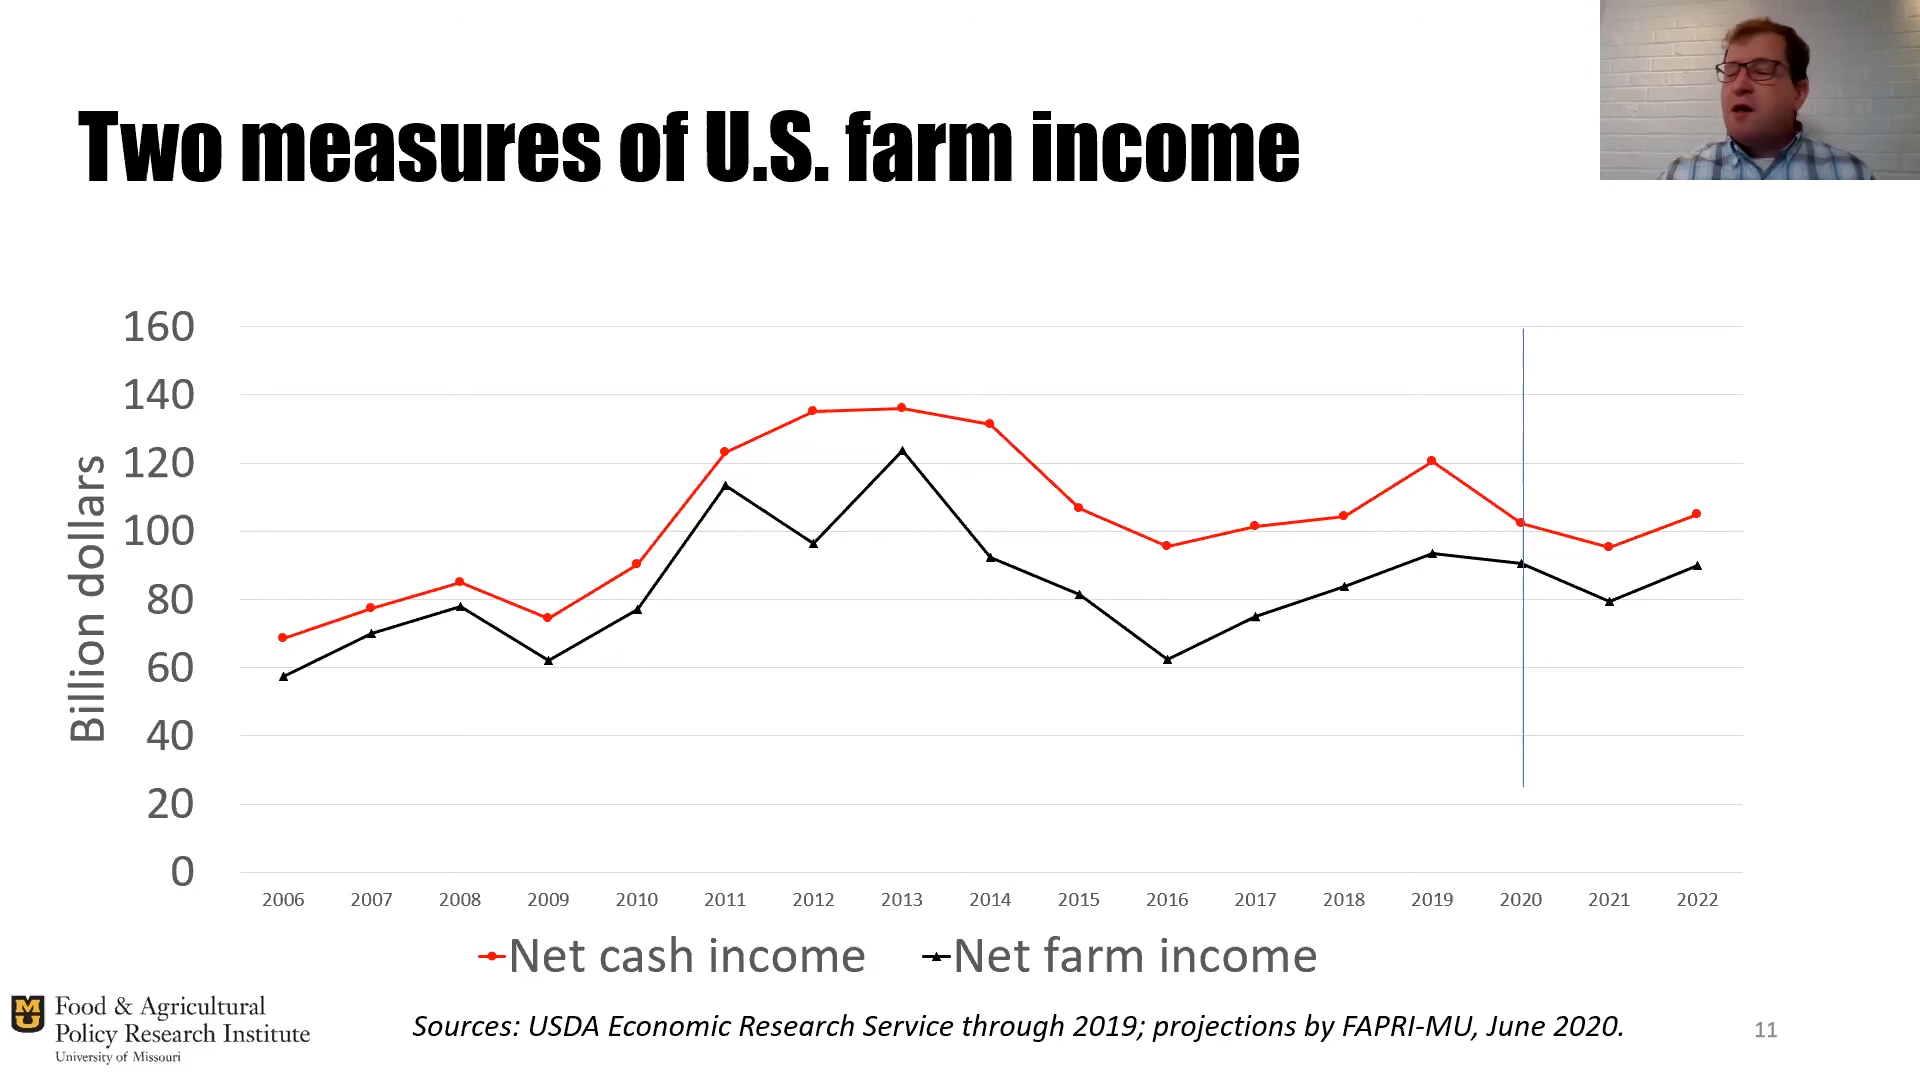 Two measures of U.S. farm income
160
140
120
100
80
60
40
20
0
Billion dollars
2006 2007 2008 2009 2010 2011 2012 2013 2014 2015 2016 2017 2018 2019 2020 2021 2022
Net cash income Net farm income
MU
Food & Agricultural
Policy Research Institute
University of Missouri
Sources: USDA Economic Research Service through 2019; projections by FAPRI-MU, June 2020.
11